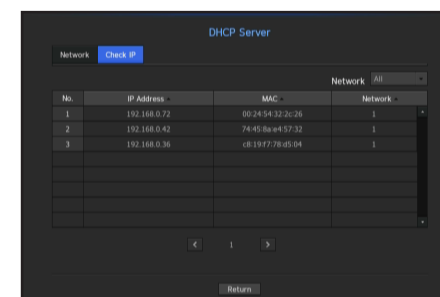 DHCP Server
Network Check IP
Network All
No. IP Address MAC Network
1 192.168.0.72 00:24:54:32:2c:26 1
2 192.168.0.42 74:45:8a:e4:57:32 1
3 192.168.0.36 c8:19:f7:78:d5:04 1
< 1 >
Return